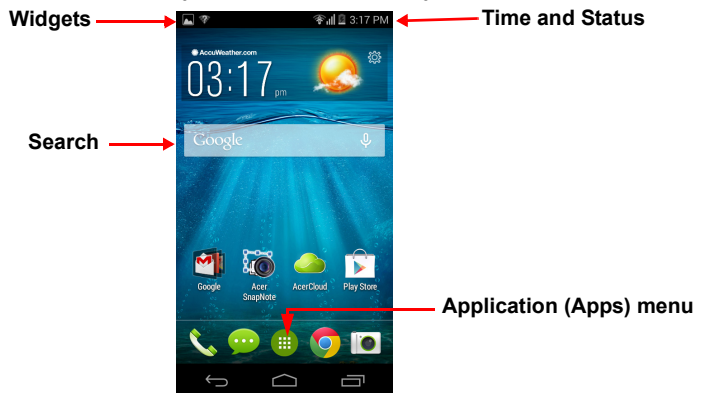 Widgets
Time and Status
3:17 PM
AccuWeather.com
03:17 pm
Search
Google
Google
Acer
SnapNote
AcerCloud
Play Store
Application (Apps) menu